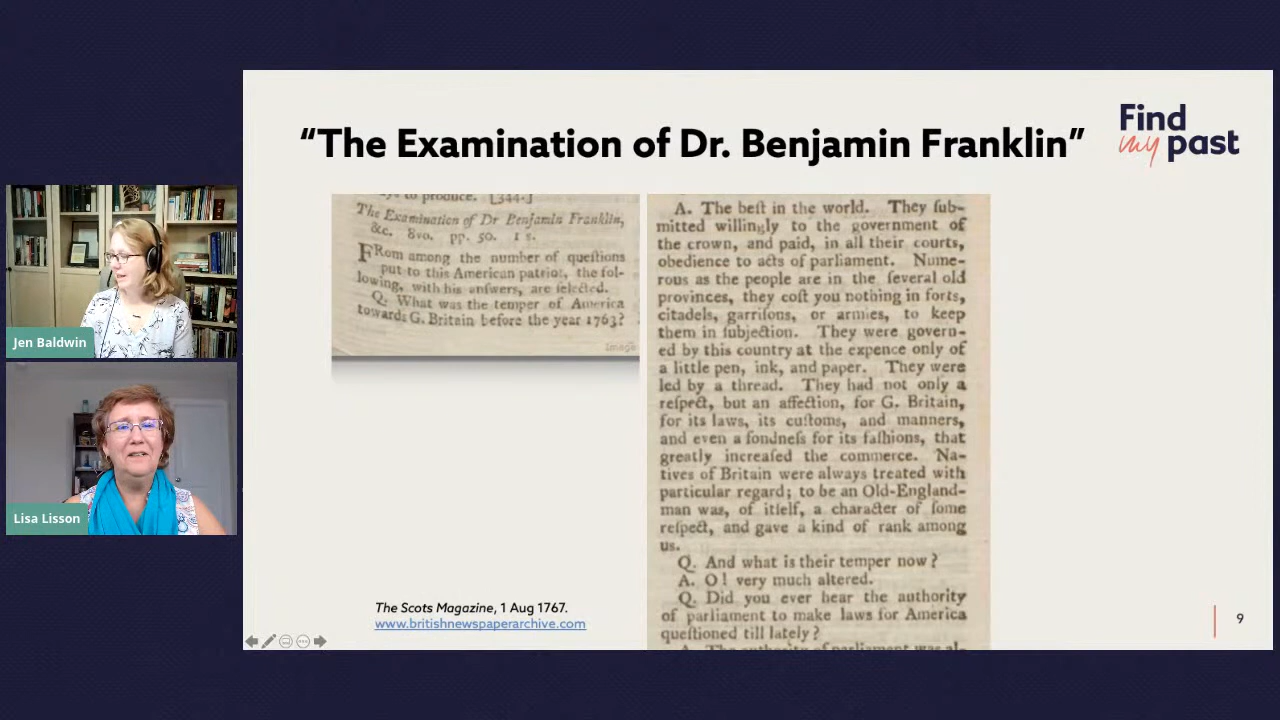 “The Examination of Dr. Benjamin Franklin”
Find
my past
to produce. [344.]
The Examination of Dr Benjamin Franklin,
&c. 8vo. pp. 50. 1 s.
FRom among the number of queſtions
put to this American patriot, the fol-
lowing, with his anſwers, are ſelected.
Q. What was the temper of America
towards G. Britain before the year 1763?
Image
A. The beſt in the world. They ſub-
mitted willingly to the government of
the crown, and paid, in all their courts,
obedience to acts of parliament. Nume-
rous as the people are in the ſeveral old
provinces, they coſt you nothing in forts,
citadels, garriſons, or armies, to keep
them in ſubjection. They were govern-
ed by this country at the expence only of
a little pen, ink, and paper. They were
led by a thread. They had not only a
reſpect, but an affection, for G. Britain,
for its laws, its cuſtoms, and manners,
and even a fondneſs for its faſhions, that
greatly increaſed the commerce. Na-
tives of Britain were always treated with
particular regard; to be an Old-England-
man was, of itſelf, a character of ſome
reſpect, and gave a kind of rank among
us.
Q. And what is their temper now?
A. O! very much altered.
Q. Did you ever hear the authority
of parliament to make laws for America
queſtioned till lately?
A. The authority of parliament was al-
The Scots Magazine, 1 Aug 1767.
www.britishnewspaperarchive.com
9
Jen Baldwin
Lisa Lisson